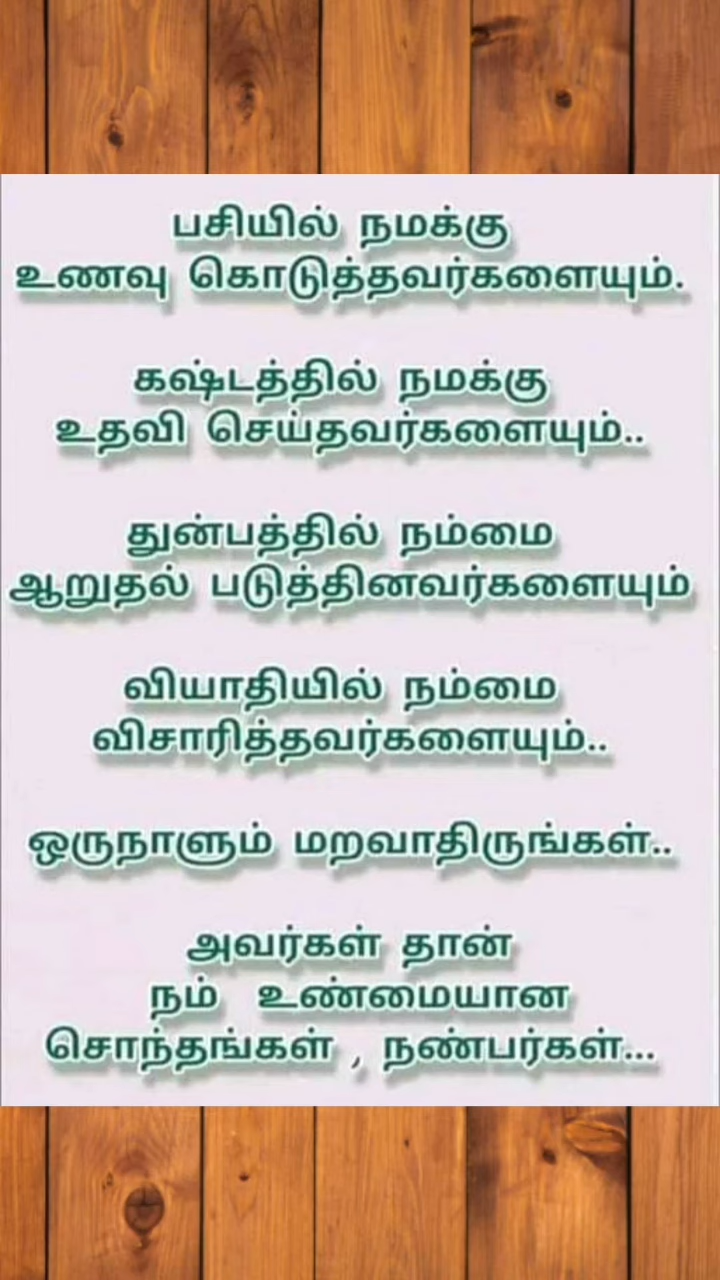 பசியில் நமக்கு
உணவு கொடுத்தவர்களையும்.
கஷ்டத்தில் நமக்கு
உதவி செய்தவர்களையும்..
துன்பத்தில் நம்மை
ஆறுதல் படுத்தினவர்களையும்
வியாதியில் நம்மை
விசாரித்தவர்களையும்..
ஒருநாளும் மறவாதிருங்கள்..
அவர்கள் தான்
நம் உண்மையான
சொந்தங்கள் , நண்பர்கள்...